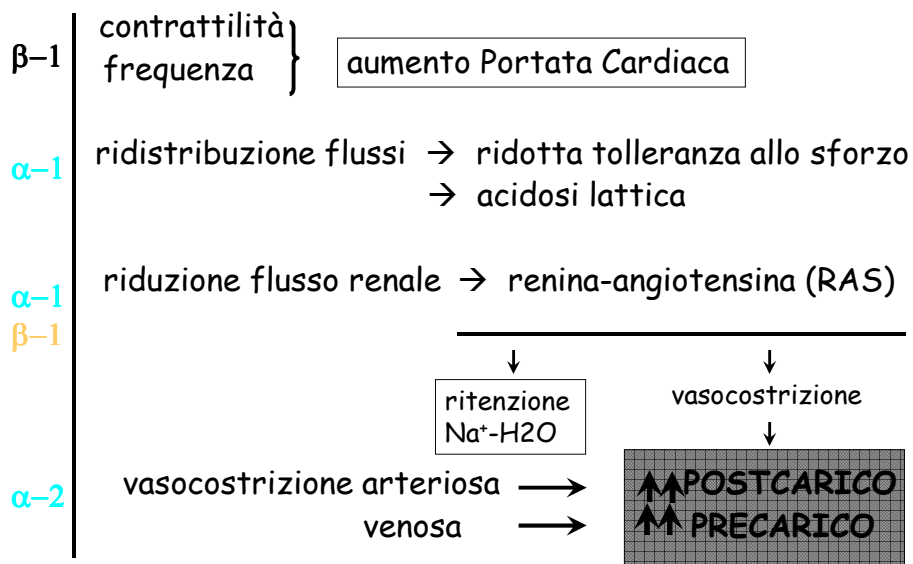 β–1 contrattilità
frequenza } aumento Portata Cardiaca
α–1 ridistribuzione flussi → ridotta tolleranza allo sforzo
→ acidosi lattica
α–1 riduzione flusso renale → renina-angiotensina (RAS)
β–1
ritenzione
Na⁺-H2O
vasocostrizione
α–2 vasocostrizione arteriosa → POSTCARICO
venosa → PRECARICO